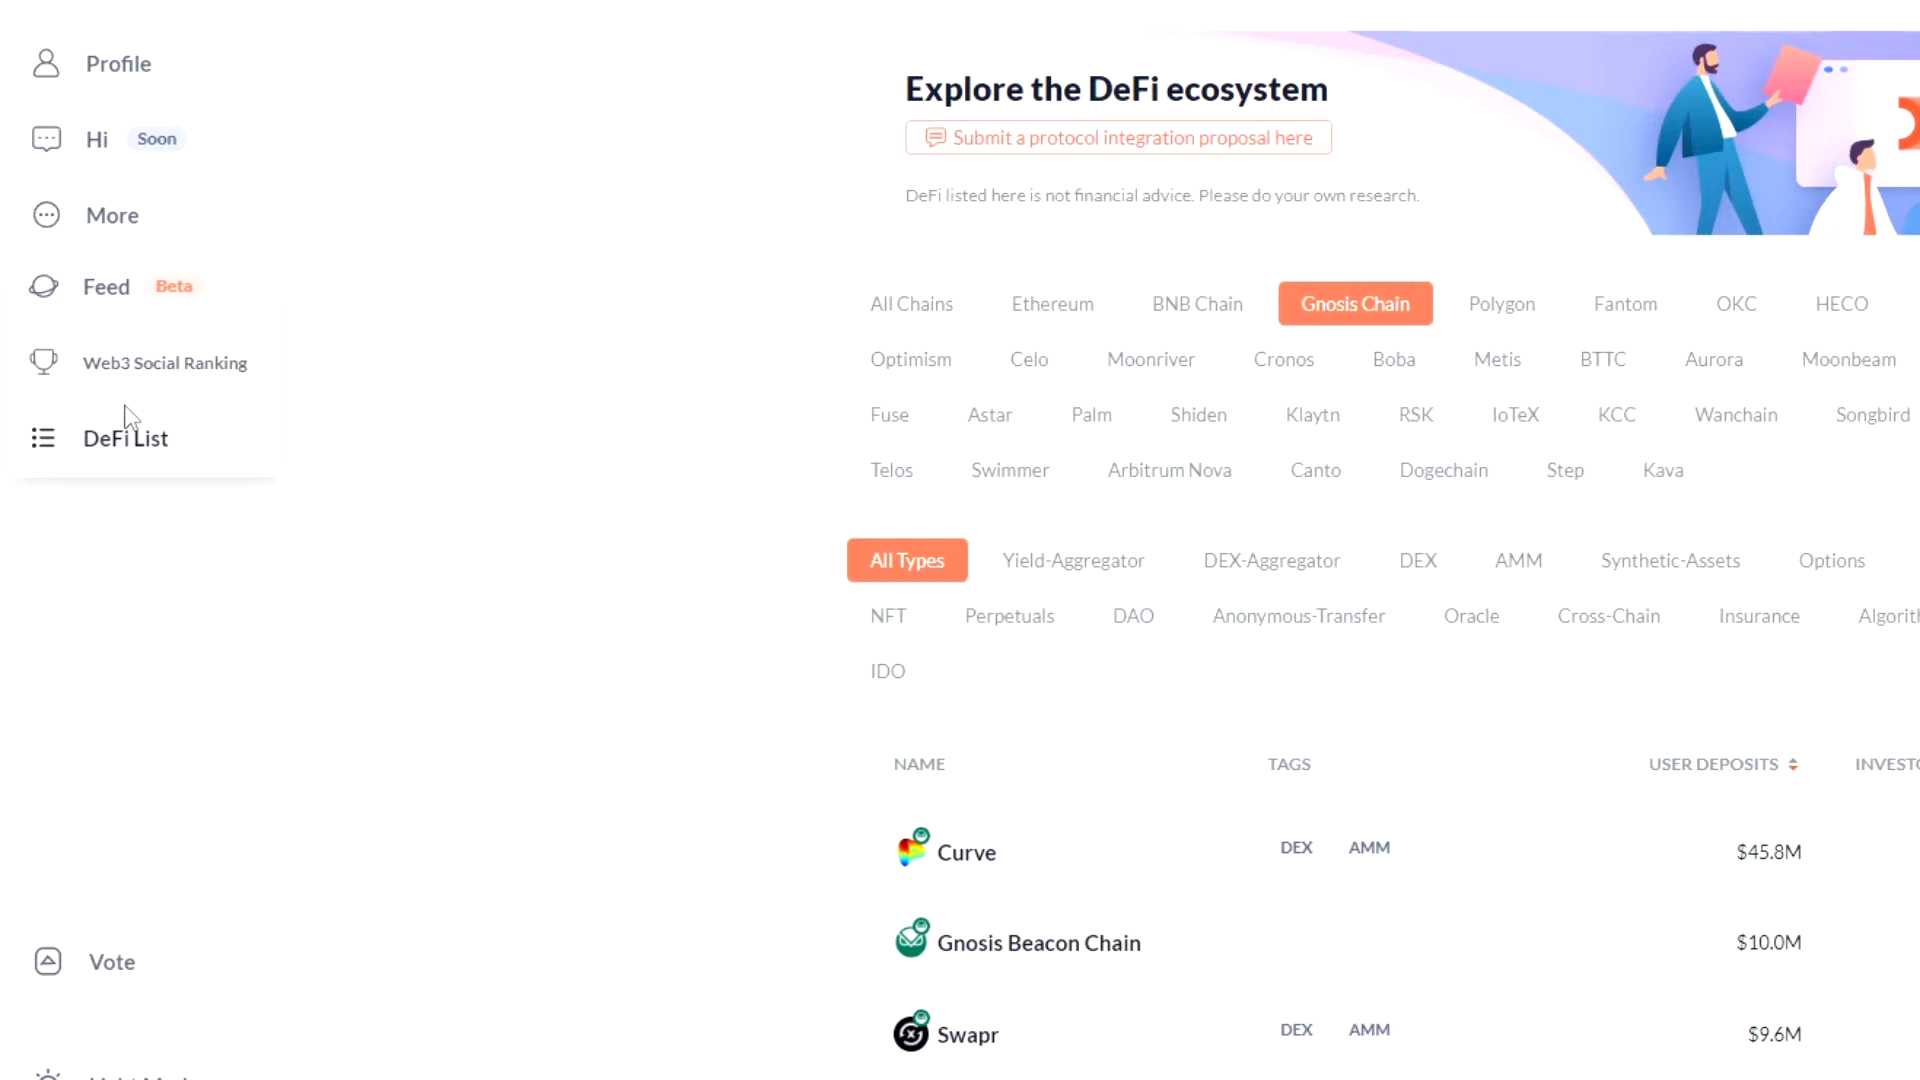 Profile
Hi Soon
More
Feed Beta
Web3 Social Ranking
DeFi List
Vote
Explore the DeFi ecosystem
Submit a protocol integration proposal here
DeFi listed here is not financial advice. Please do your own research.
All Chains Ethereum BNB Chain Gnosis Chain Polygon Fantom OKC HECO
Optimism Celo Moonriver Cronos Boba Metis BTTC Aurora Moonbeam
Fuse Astar Palm Shiden Klaytn RSK IoTeX KCC Wanchain Songbird
Telos Swimmer Arbitrum Nova Canto Dogechain Step Kava
All Types Yield-Aggregator DEX-Aggregator DEX AMM Synthetic-Assets Options
NFT Perpetuals DAO Anonymous-Transfer Oracle Cross-Chain Insurance
IDO
NAME TAGS USER DEPOSITS
Curve DEX AMM $45.8M
Gnosis Beacon Chain $10.0M
Swapr DEX AMM $9.6M